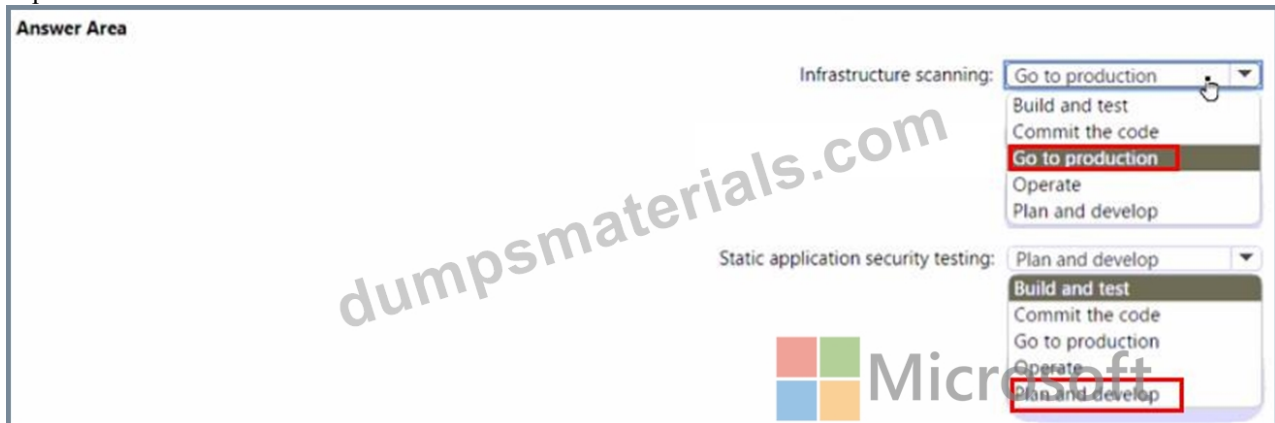 Answer Area
Infrastructure scanning: Go to production
Build and test
Commit the code
Go to production
Operate
Plan and develop
Static application security testing: Plan and develop
Build and test
Commit the code
Go to production
Operate
Plan and develop
dumpsmaterials.com
Microsoft